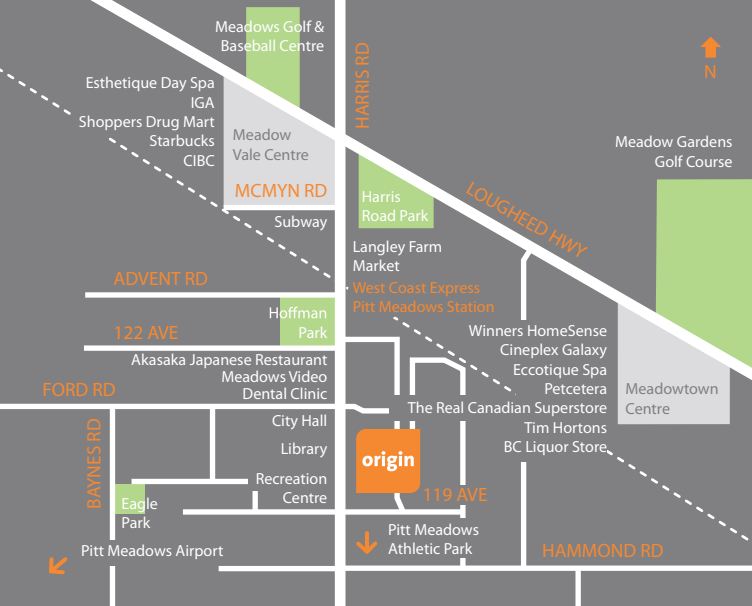 Meadows Golf &
Baseball Centre
HARRIS RD
N
Esthetique Day Spa
IGA
Shoppers Drug Mart
Starbucks
CIBC
Meadow
Vale Centre
MCMYN RD
Subway
Meadow Gardens
Golf Course
Harris
Road Park
LOUGHEED HWY
Langley Farm
Market
West Coast Express
Pitt Meadows Station
ADVENT RD
Hoffman
Park
122 AVE
Akasaka Japanese Restaurant
Meadows Video
Dental Clinic
FORD RD
Winners HomeSense
Cineplex Galaxy
Eccotique Spa
Petcetera
The Real Canadian Superstore
Tim Hortons
BC Liquor Store
Meadowtown
Centre
City Hall
Library
Recreation
Centre
BAYNES RD
origin
119 AVE
Eagle
Park
Pitt Meadows Airport
Pitt Meadows
Athletic Park
HAMMOND RD